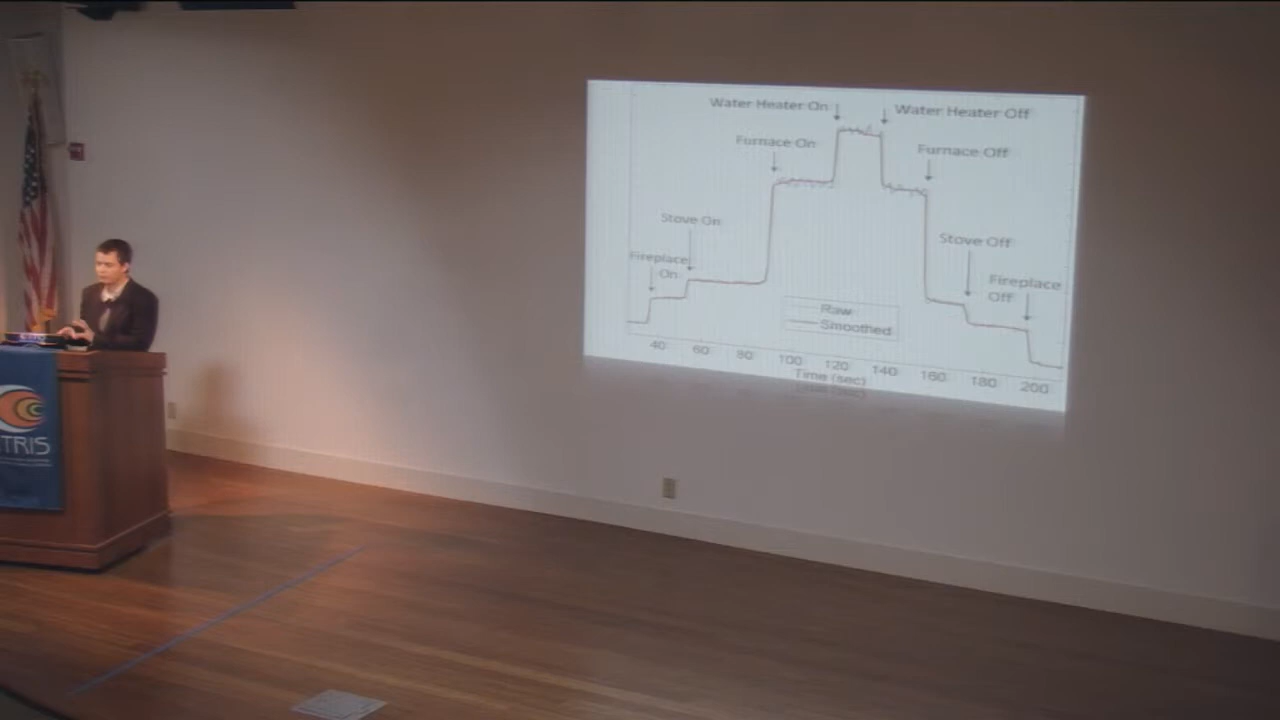 Water Heater On
Water Heater Off
Furnace On
Furnace Off
Stove On
Stove Off
Fireplace
On
Fireplace
Off
Raw
Smoothed
40 60 80 100 120 140 160 180 200
Time (sec)
TRIS